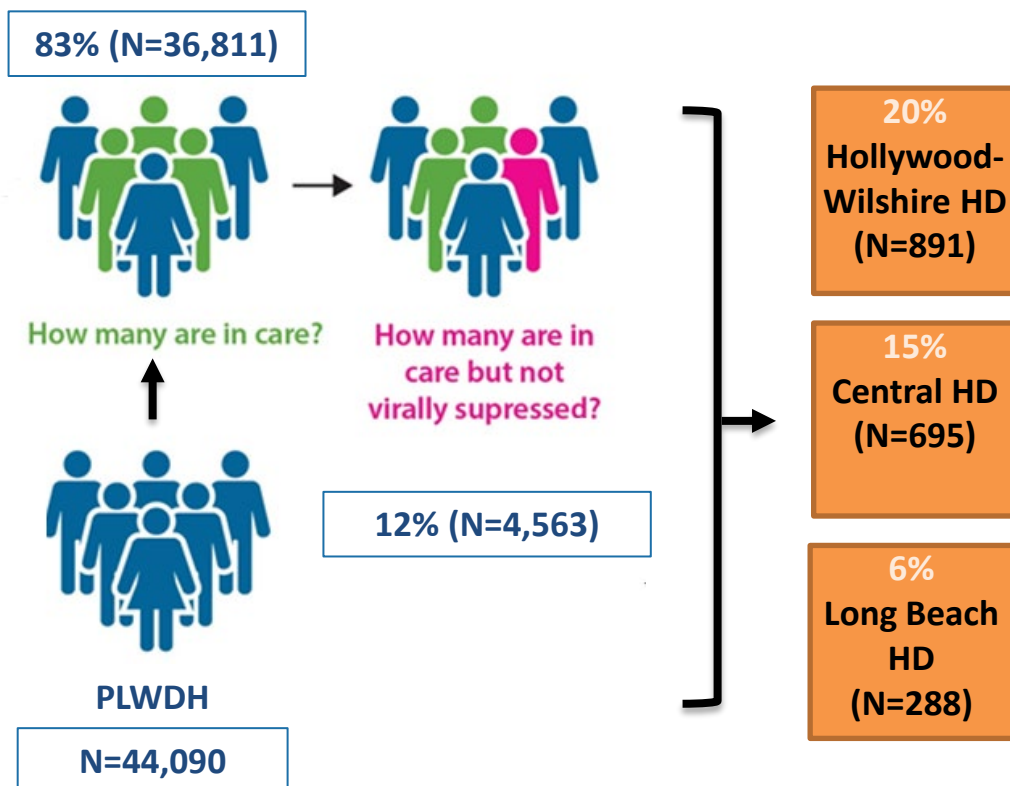 83% (N=36,811)
How many are in care?
How many are in
care but not
virally supressed?
12% (N=4,563)
PLWDH
N=44,090
20%
Hollywood-
Wilshire HD
(N=891)
15%
Central HD
(N=695)
6%
Long Beach
HD
(N=288)